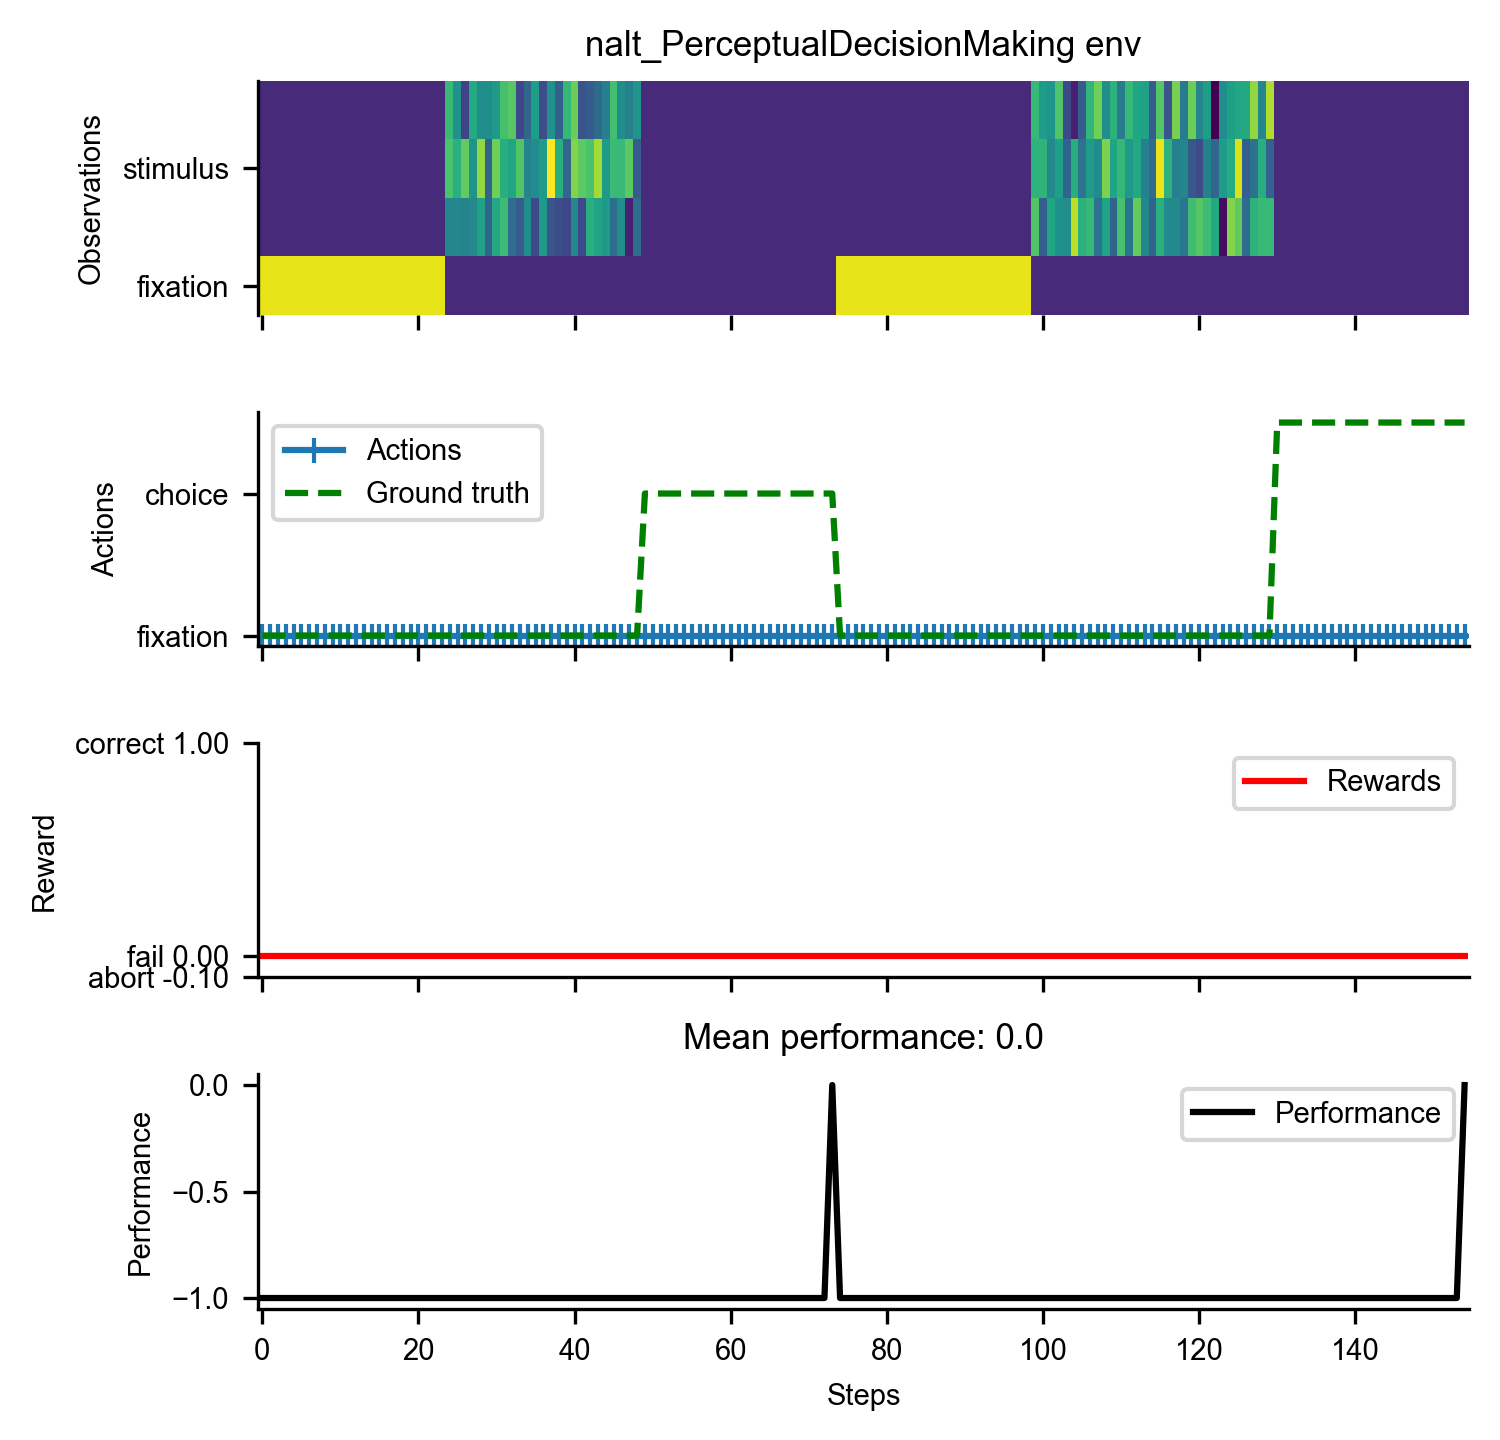 nalt_PerceptualDecisionMaking env
Observations
stimulus
fixation
Actions
choice
fixation
Actions
Ground truth
Reward
correct 1.00
fail 0.00
abort -0.10
Rewards
Mean performance: 0.0
Performance
0.0
−0.5
−1.0
Performance
0 20 40 60 80 100 120 140
Steps